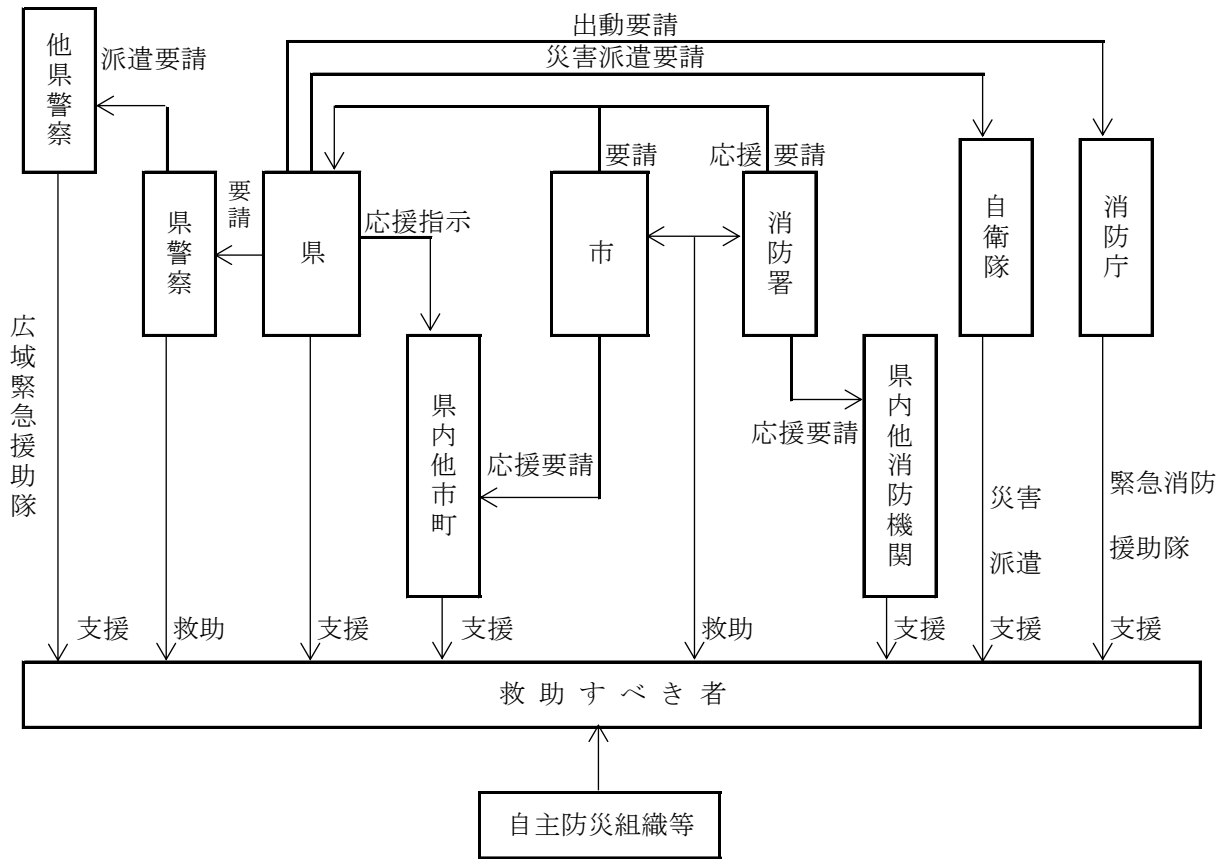 出動要請
災害派遣要請
他県警察
派遣要請
要請
応援 要請
県警察
要請
県
応援指示
市
消防署
自衛隊
消防庁
広域緊急援助隊
県内他市町
応援要請
県内他消防機関
応援要請
災害
派遣
緊急消防
援助隊
支援
救助
支援
支援
救助
支援
支援
支援
救助すべき者
自主防災組織等